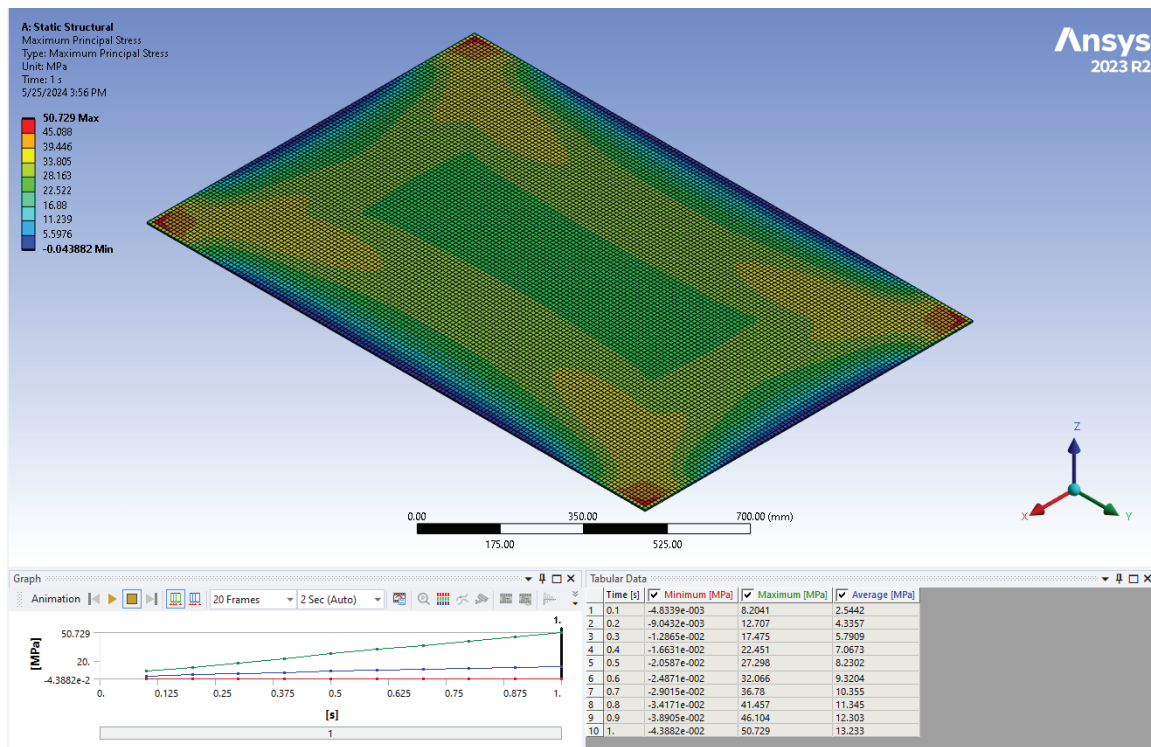 A: Static Structural
Maximum Principal Stress
Type: Maximum Principal Stress
Unit: MPa
Time: 1 s
5/25/2024 3:56 PM
50.729 Max
45.088
39.446
33.805
28.163
22.522
16.88
11.239
5.5976
-0.043882 Min
Ansys
2023 R2
Z
X
Y
0.00 350.00 700.00 (mm)
175.00 525.00
Graph
Animation 20 Frames 2 Sec (Auto)
1.
50.729
20.
-4.3882e-2
[MPa]
0. 0.125 0.25 0.375 0.5 0.625 0.75 0.875 1.
[s]
1
Tabular Data
Time [s] Minimum [MPa] Maximum [MPa] Average [MPa]
1 0.1 -4.8339e-003 8.2041 2.5442
2 0.2 -9.0432e-003 12.707 4.3357
3 0.3 -1.2865e-002 17.475 5.7909
4 0.4 -1.6631e-002 22.451 7.0673
5 0.5 -2.0587e-002 27.298 8.2302
6 0.6 -2.4871e-002 32.066 9.3204
7 0.7 -2.9015e-002 36.78 10.355
8 0.8 -3.4171e-002 41.457 11.345
9 0.9 -3.8905e-002 46.104 12.303
10 1. -4.3882e-002 50.729 13.233